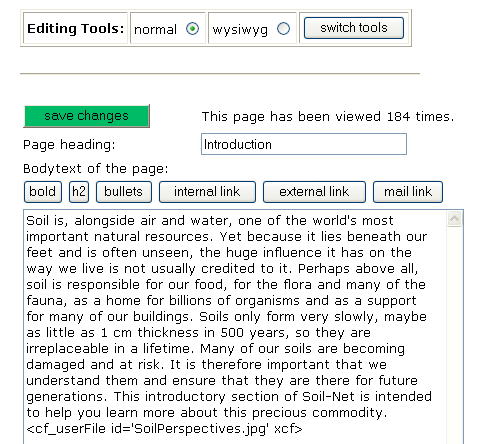 Editing Tools: normal wysiwyg switch tools
save changes This page has been viewed 184 times.
Page heading: Introduction
Bodytext of the page:
bold h2 bullets internal link external link mail link
Soil is, alongside air and water, one of the world's most
important natural resources. Yet because it lies beneath our
feet and is often unseen, the huge influence it has on
the way we live is not usually credited to it. Perhaps above all,
soil is responsible for our food, for the flora and many of the
fauna, as a home for billions of organisms and as a support
for many of our buildings. Soils only form very slowly, maybe
as little as 1 cm thickness in 500 years, so they are
irreplaceable in a lifetime. Many of our soils are becoming
damaged and at risk. It is therefore important that we
understand them and ensure that they are there for future
generations. This introductory section of Soil-Net is intended
to help you learn more about this precious commodity.
<cf_userFile id='SoilPerspectives.jpg' xcf>